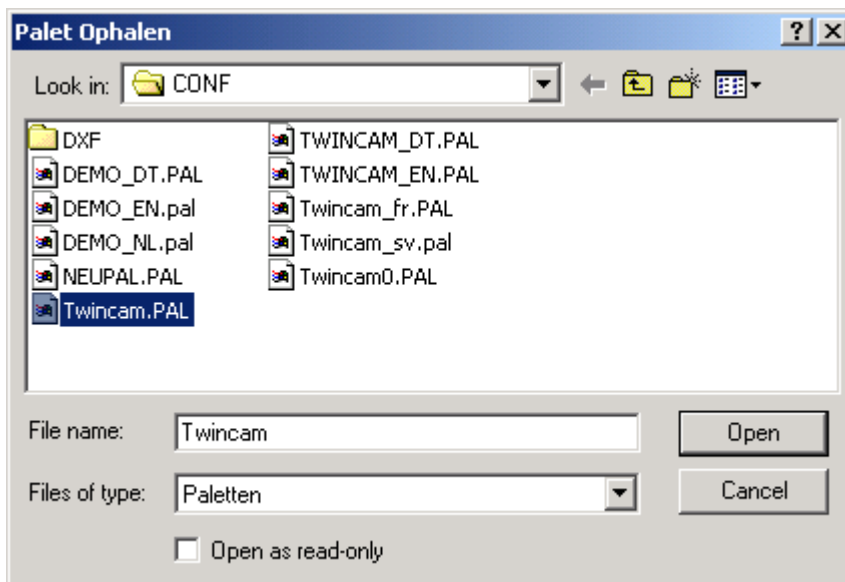 Palet Ophalen
Look in: CONF
DXF
DEMO_DT.PAL
DEMO_EN.pal
DEMO_NL.pal
NEUPAL.PAL
Twincam.PAL
TWINCAM_DT.PAL
TWINCAM_EN.PAL
Twincam_fr.PAL
Twincam_sv.pal
Twincam0.PAL
File name: Twincam
Open
Files of type: Paletten
Cancel
Open as read-only